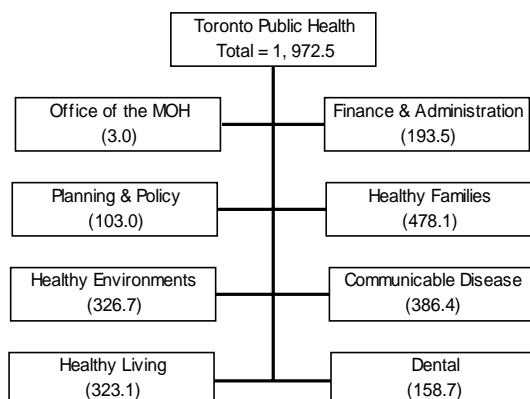 Toronto Public Health
Total = 1, 972.5
Office of the MOH
(3.0)
Finance & Administration
(193.5)
Planning & Policy
(103.0)
Healthy Families
(478.1)
Healthy Environments
(326.7)
Communicable Disease
(386.4)
Healthy Living
(323.1)
Dental
(158.7)